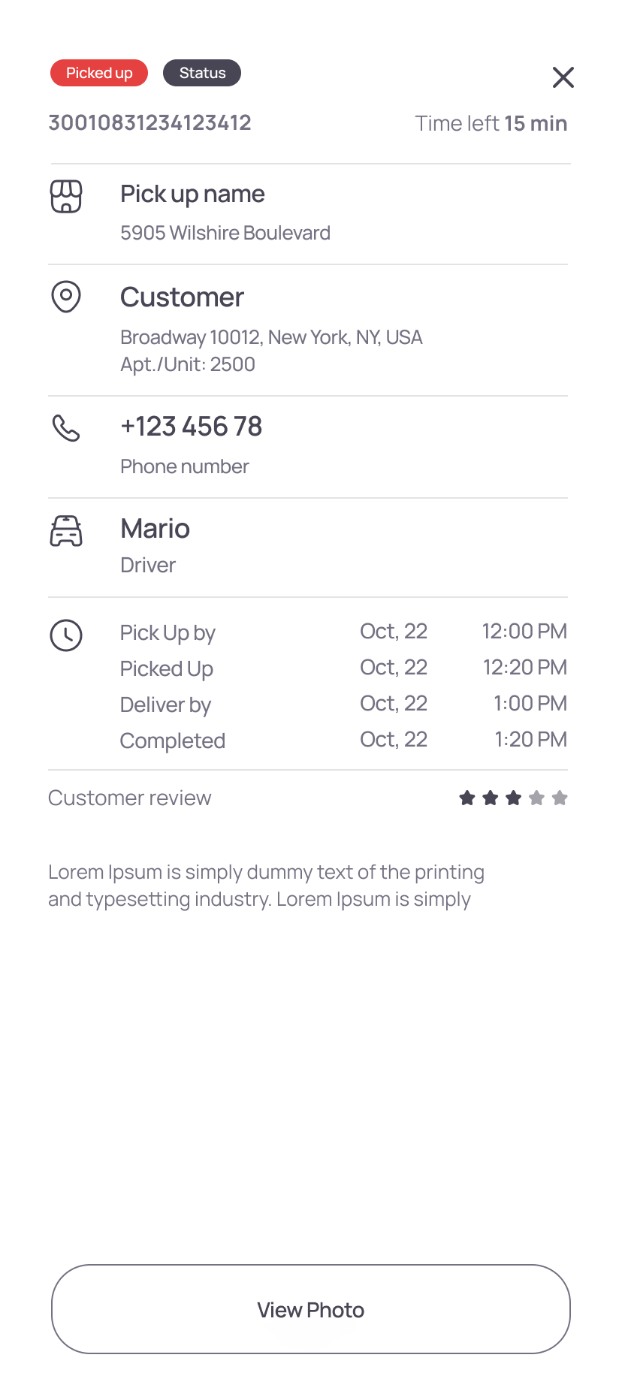 Picked up Status
30010831234123412 Time left 15 min
Pick up name
5905 Wilshire Boulevard
Customer
Broadway 10012, New York, NY, USA
Apt./Unit: 2500
+123 456 78
Phone number
Mario
Driver
Pick Up by Oct, 22 12:00 PM
Picked Up Oct, 22 12:20 PM
Deliver by Oct, 22 1:00 PM
Completed Oct, 22 1:20 PM
Customer review
Lorem Ipsum is simply dummy text of the printing
and typesetting industry. Lorem Ipsum is simply
View Photo